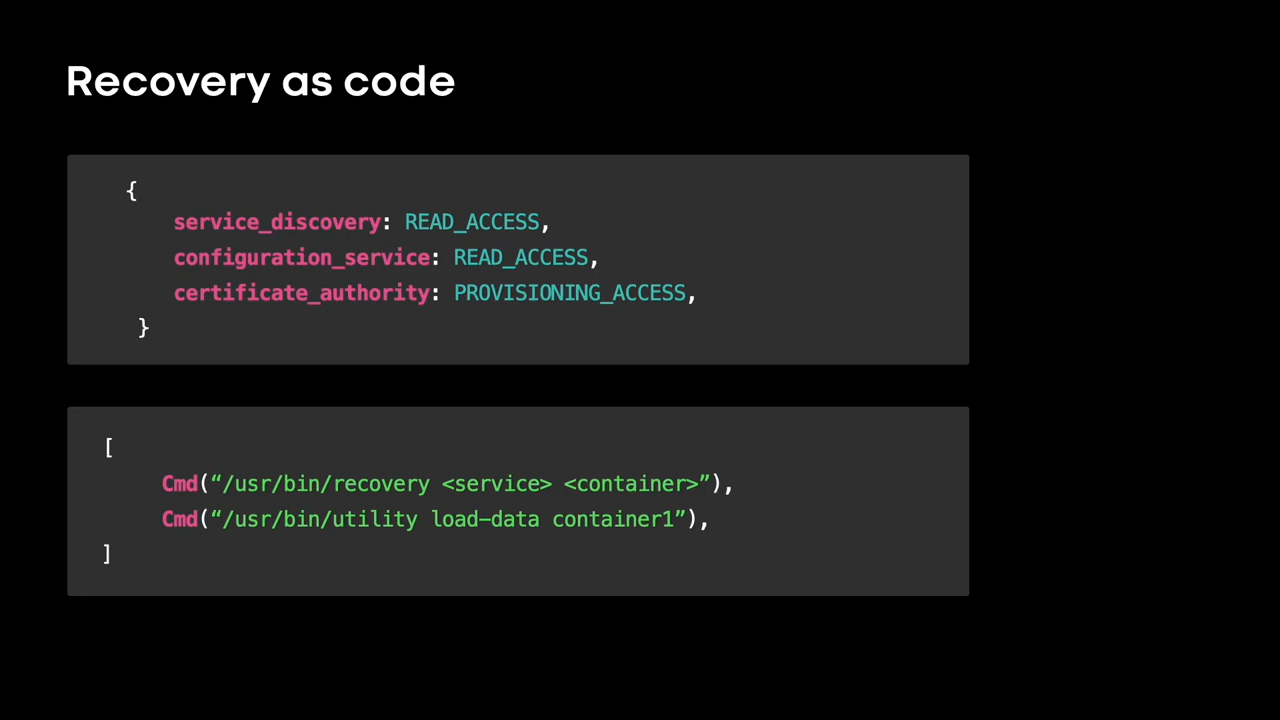 Recovery as code
{
service_discovery: READ_ACCESS,
configuration_service: READ_ACCESS,
certificate_authority: PROVISIONING_ACCESS,
}
[
Cmd(“/usr/bin/recovery <service> <container>”),
Cmd(“/usr/bin/utility load-data container1”),
]